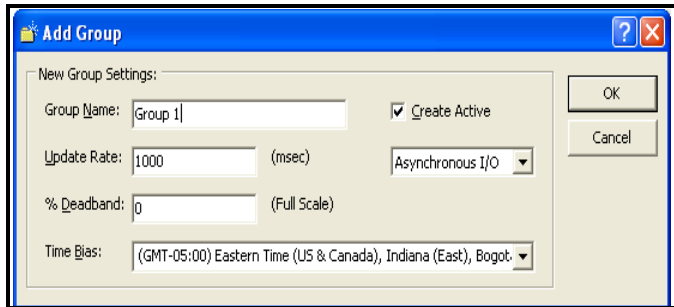 Add Group
New Group Settings:
Group Name: Group 1 Create Active OK
Update Rate: 1000 (msec) Asynchronous I/O Cancel
% Deadband: 0 (Full Scale)
Time Bias: (GMT-05:00) Eastern Time (US & Canada), Indiana (East), Bogot